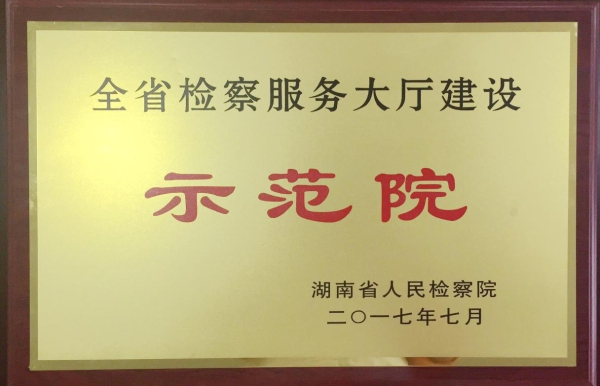 全省检察服务大厅建设
示范院
湖南省人民检察院
二〇一七年七月